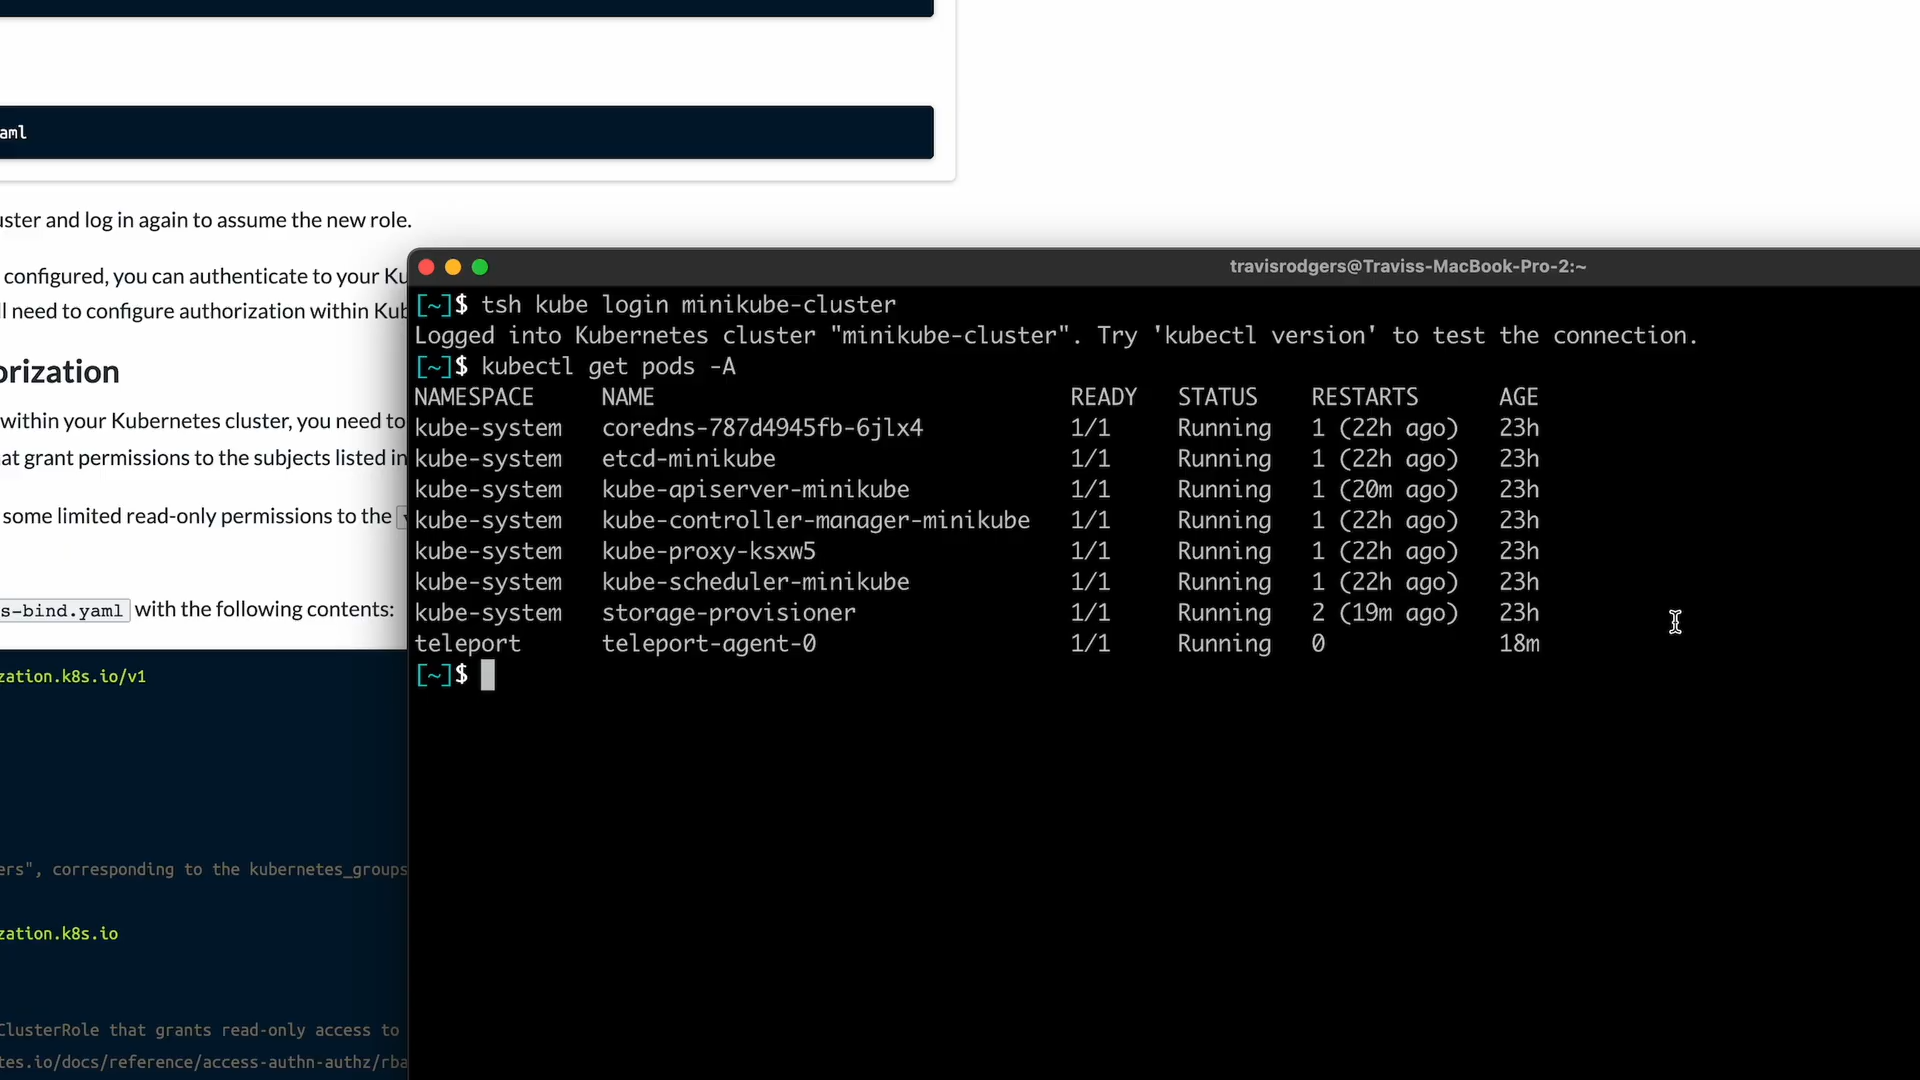 aml
uster and log in again to assume the new role.
configured, you can authenticate to your Ku
ll need to configure authorization within Kub
orization
within your Kubernetes cluster, you need to
at grant permissions to the subjects listed in
some limited read-only permissions to the
s-bind.yaml with the following contents:
zation.k8s.io/v1
ers", corresponding to the kubernetes_groups
zation.k8s.io
ClusterRole that grants read-only access to
tes.io/docs/reference/access-authn-authz/rba
travisrodgers@Traviss-MacBook-Pro-2:~
[~]$ tsh kube login minikube-cluster
Logged into Kubernetes cluster "minikube-cluster". Try 'kubectl version' to test the connection.
[~]$ kubectl get pods -A
NAMESPACE NAME READY STATUS RESTARTS AGE
kube-system coredns-787d4945fb-6jlx4 1/1 Running 1 (22h ago) 23h
kube-system etcd-minikube 1/1 Running 1 (22h ago) 23h
kube-system kube-apiserver-minikube 1/1 Running 1 (20m ago) 23h
kube-system kube-controller-manager-minikube 1/1 Running 1 (22h ago) 23h
kube-system kube-proxy-ksxw5 1/1 Running 1 (22h ago) 23h
kube-system kube-scheduler-minikube 1/1 Running 1 (22h ago) 23h
kube-system storage-provisioner 1/1 Running 2 (19m ago) 23h
teleport teleport-agent-0 1/1 Running 0 18m
[~]$